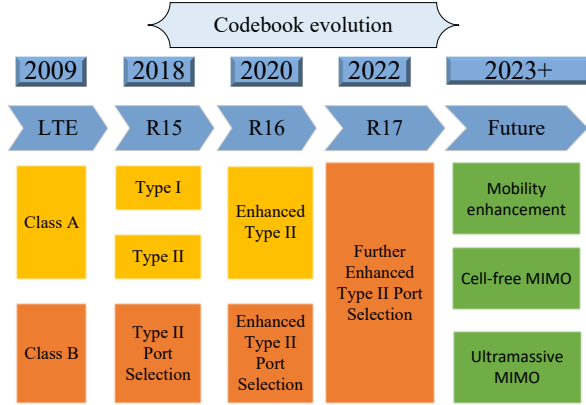 Codebook evolution
2009
2018
2020
2022
2023+
LTE
R15
R16
R17
Future
Class A
Type I
Type II
Enhanced
Type II
Further
Enhanced
Type II Port
Selection
Mobility
enhancement
Cell-free MIMO
Class B
Type II
Port
Selection
Enhanced
Type II
Port
Selection
Ultramassive
MIMO